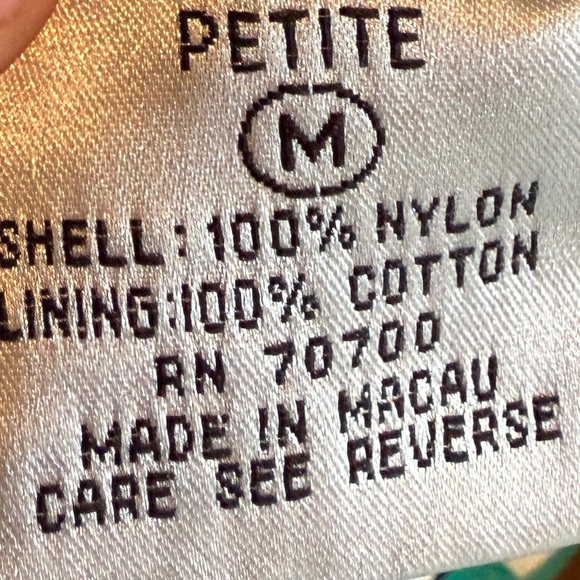 PETITE
M
SHELL: 100% NYLON
LINING:100% COTTON
RN 70700
MADE IN MACAU
CARE SEE REVERSE